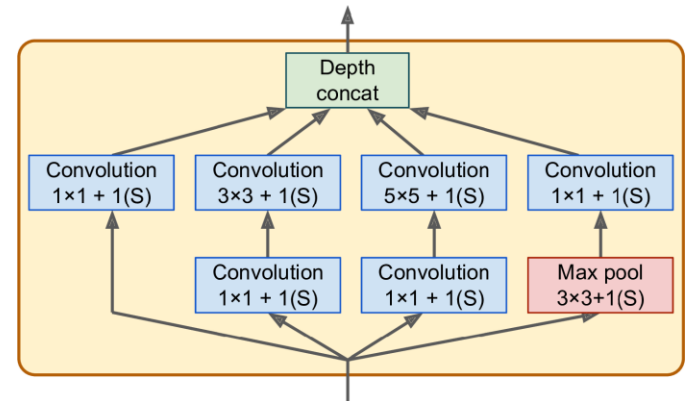 Depth
concat
Convolution
1×1 + 1(S)
Convolution
3×3 + 1(S)
Convolution
5×5 + 1(S)
Convolution
1×1 + 1(S)
Convolution
1×1 + 1(S)
Convolution
1×1 + 1(S)
Max pool
3×3+1(S)